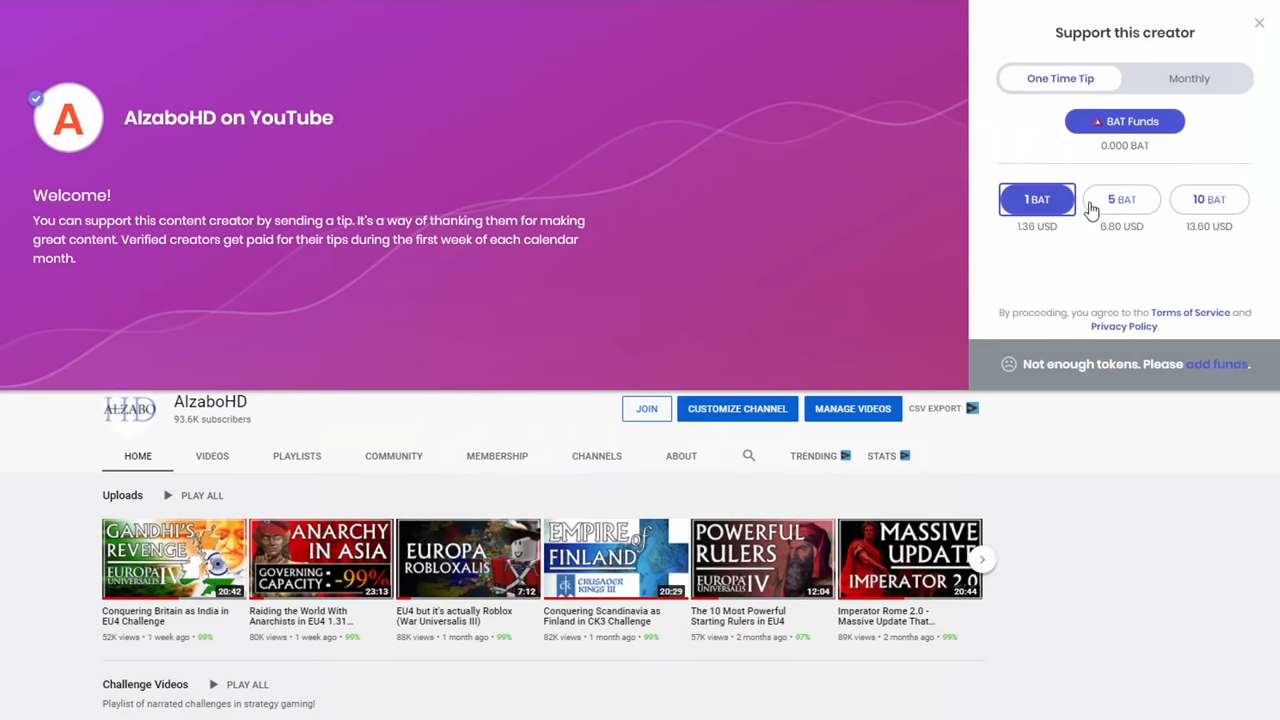 Support this creator
One Time Tip
Monthly
BAT Funds
0.000 BAT
1 BAT
5 BAT
10 BAT
1.36 USD
6.80 USD
13.60 USD
By proceeding, you agree to the Terms of Service and
Privacy Policy.
Not enough tokens. Please add funds.
A
AlzaboHD on YouTube
Welcome!
You can support this content creator by sending a tip. It's a way of thanking them for making
great content. Verified creators get paid for their tips during the first week of each calendar
month.
HD
ALZABO
AlzaboHD
93.6K subscribers
JOIN
CUSTOMIZE CHANNEL
MANAGE VIDEOS
CSV EXPORT
HOME
VIDEOS
PLAYLISTS
COMMUNITY
MEMBERSHIP
CHANNELS
ABOUT
TRENDING
STATS
Uploads
PLAY ALL
GANDHI'S
REVENGE
EUROPA
UNIVERSALIS IV
20:42
Conquering Britain as India in
EU4 Challenge
52K views • 1 week ago • 99%
ANARCHY
IN ASIA
GOVERNING
CAPACITY: -99%
23:13
Raiding the World With
Anarchists in EU4 1.31...
80K views • 1 week ago • 99%
EUROPA
ROBLOXALIS
7:12
EU4 but it's actually Roblox
(War Universalis III)
88K views • 1 month ago • 99%
EMPIRE of
FINLAND
CRUSADER
KINGS III
20:29
Conquering Scandinavia as
Finland in CK3 Challenge
82K views • 1 month ago • 99%
POWERFUL
RULERS
EUROPA
UNIVERSALIS IV
12:04
The 10 Most Powerful
Starting Rulers in EU4
57K views • 2 months ago • 97%
MASSIVE
UPDATE
IMPERATOR 2.0
20:44
Imperator Rome 2.0 -
Massive Update That...
89K views • 2 months ago • 99%
Challenge Videos
PLAY ALL
Playlist of narrated challenges in strategy gaming!